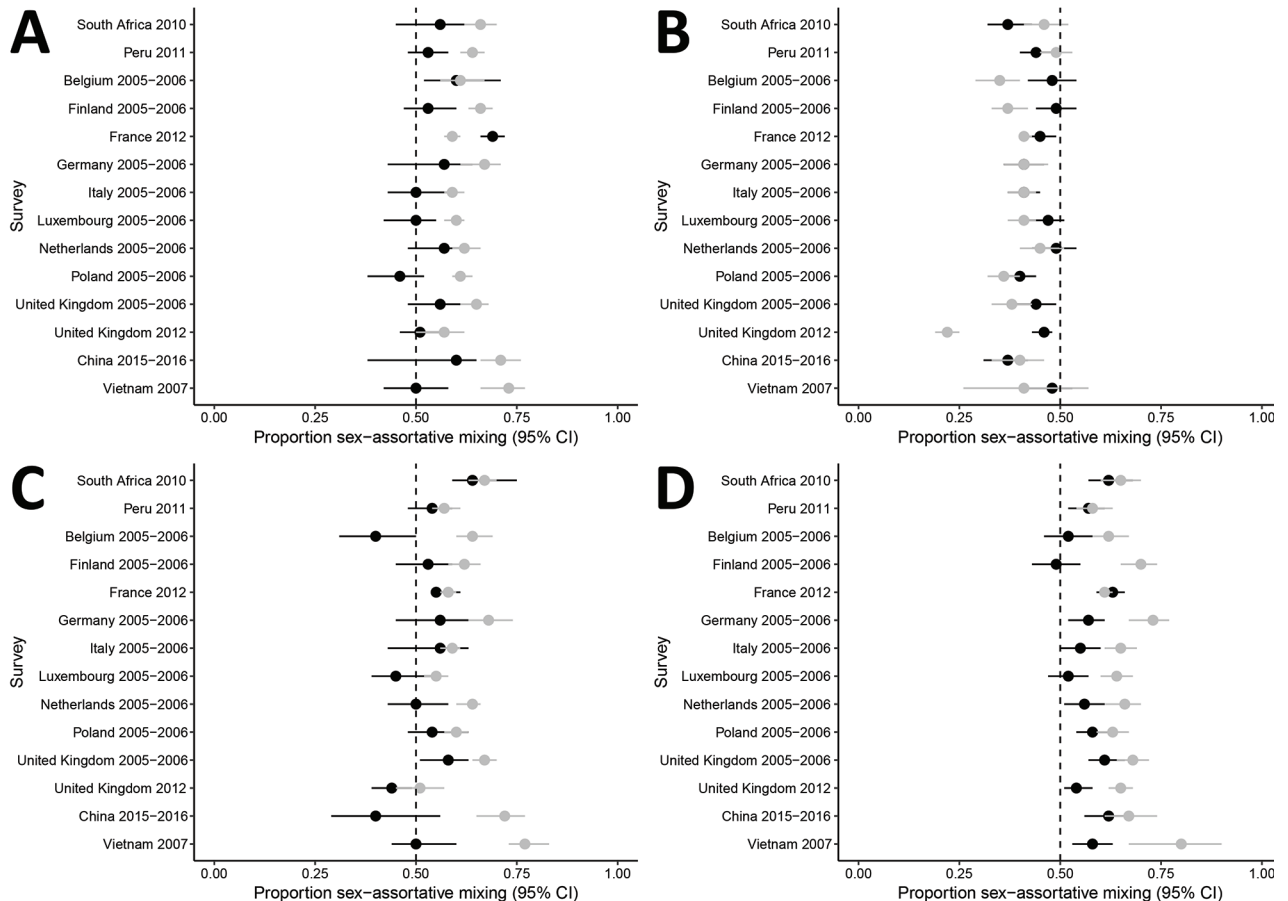 A
South Africa 2010
Peru 2011
Belgium 2005−2006
Finland 2005−2006
France 2012
Germany 2005−2006
Italy 2005−2006
Luxembourg 2005−2006
Netherlands 2005−2006
Poland 2005−2006
United Kingdom 2005−2006
United Kingdom 2012
China 2015−2016
Vietnam 2007
Survey
0.00 0.25 0.50 0.75 1.00
Proportion sex−assortative mixing (95% CI)
B
South Africa 2010
Peru 2011
Belgium 2005−2006
Finland 2005−2006
France 2012
Germany 2005−2006
Italy 2005−2006
Luxembourg 2005−2006
Netherlands 2005−2006
Poland 2005−2006
United Kingdom 2005−2006
United Kingdom 2012
China 2015−2016
Vietnam 2007
Survey
0.00 0.25 0.50 0.75 1.00
Proportion sex−assortative mixing (95% CI)
C
South Africa 2010
Peru 2011
Belgium 2005−2006
Finland 2005−2006
France 2012
Germany 2005−2006
Italy 2005−2006
Luxembourg 2005−2006
Netherlands 2005−2006
Poland 2005−2006
United Kingdom 2005−2006
United Kingdom 2012
China 2015−2016
Vietnam 2007
Survey
0.00 0.25 0.50 0.75 1.00
Proportion sex−assortative mixing (95% CI)
D
South Africa 2010
Peru 2011
Belgium 2005−2006
Finland 2005−2006
France 2012
Germany 2005−2006
Italy 2005−2006
Luxembourg 2005−2006
Netherlands 2005−2006
Poland 2005−2006
United Kingdom 2005−2006
United Kingdom 2012
China 2015−2016
Vietnam 2007
Survey
0.00 0.25 0.50 0.75 1.00
Proportion sex−assortative mixing (95% CI)